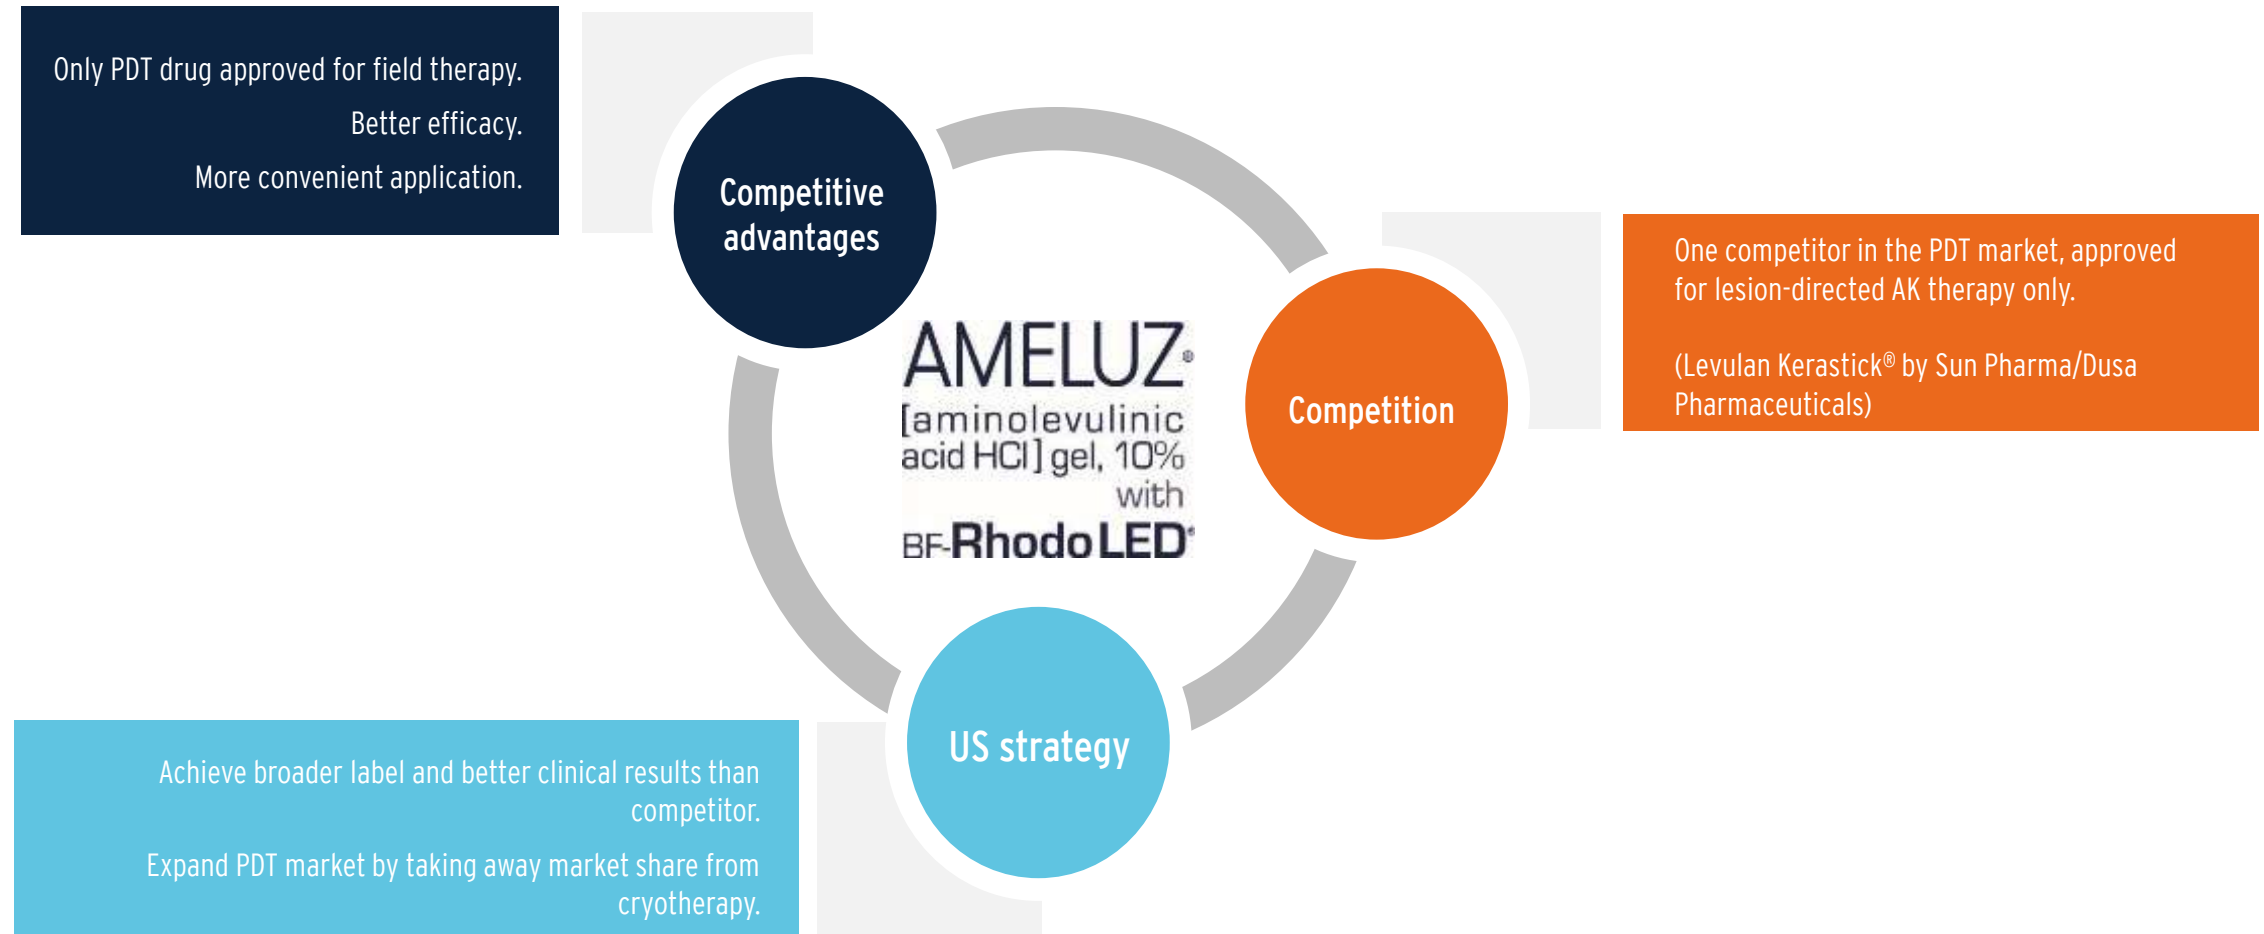 Only PDT drug approved for field therapy.
Better efficacy.
More convenient application.
Competitive
advantages
One competitor in the PDT market, approved
for lesion-directed AK therapy only.
(Levulan Kerastick® by Sun Pharma/Dusa
Pharmaceuticals)
Competition
AMELUZ®
[aminolevulinic
acid HCl] gel, 10%
with
BF-RhodoLED®
US strategy
Achieve broader label and better clinical results than
competitor.
Expand PDT market by taking away market share from
cryotherapy.